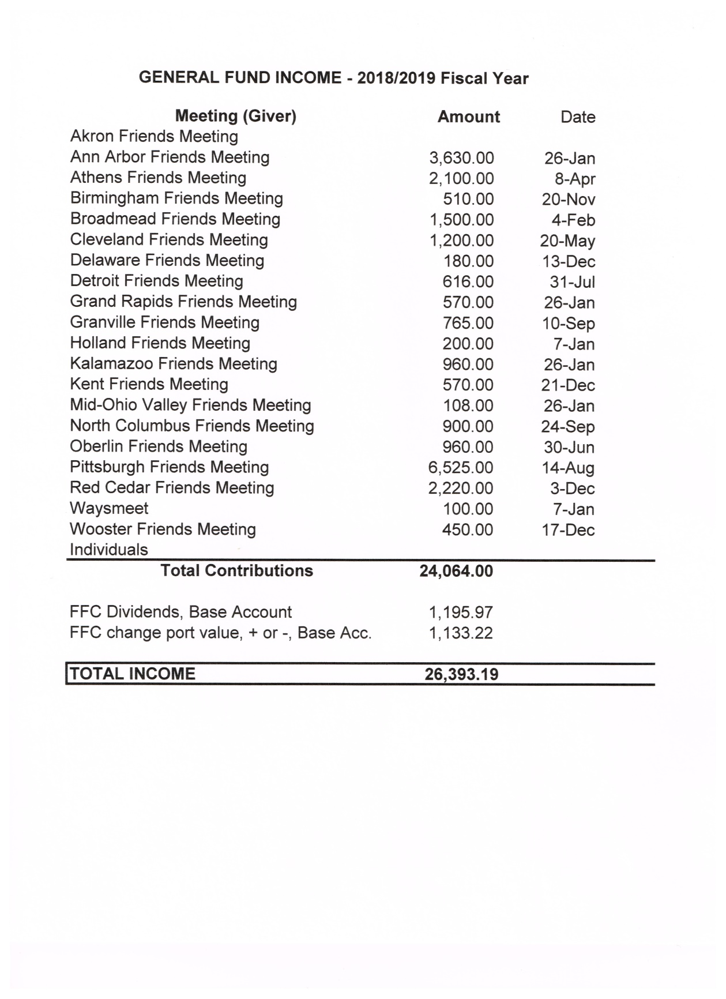 GENERAL FUND INCOME - 2018/2019 Fiscal Year
Meeting (Giver) Amount Date
Akron Friends Meeting
Ann Arbor Friends Meeting 3,630.00 26-Jan
Athens Friends Meeting 2,100.00 8-Apr
Birmingham Friends Meeting 510.00 20-Nov
Broadmead Friends Meeting 1,500.00 4-Feb
Cleveland Friends Meeting 1,200.00 20-May
Delaware Friends Meeting 180.00 13-Dec
Detroit Friends Meeting 616.00 31-Jul
Grand Rapids Friends Meeting 570.00 26-Jan
Granville Friends Meeting 765.00 10-Sep
Holland Friends Meeting 200.00 7-Jan
Kalamazoo Friends Meeting 960.00 26-Jan
Kent Friends Meeting 570.00 21-Dec
Mid-Ohio Valley Friends Meeting 108.00 26-Jan
North Columbus Friends Meeting 900.00 24-Sep
Oberlin Friends Meeting 960.00 30-Jun
Pittsburgh Friends Meeting 6,525.00 14-Aug
Red Cedar Friends Meeting 2,220.00 3-Dec
Waysmeet 100.00 7-Jan
Wooster Friends Meeting 450.00 17-Dec
Individuals
Total Contributions 24,064.00
FFC Dividends, Base Account 1,195.97
FFC change port value, + or -, Base Acc. 1,133.22
TOTAL INCOME 26,393.19